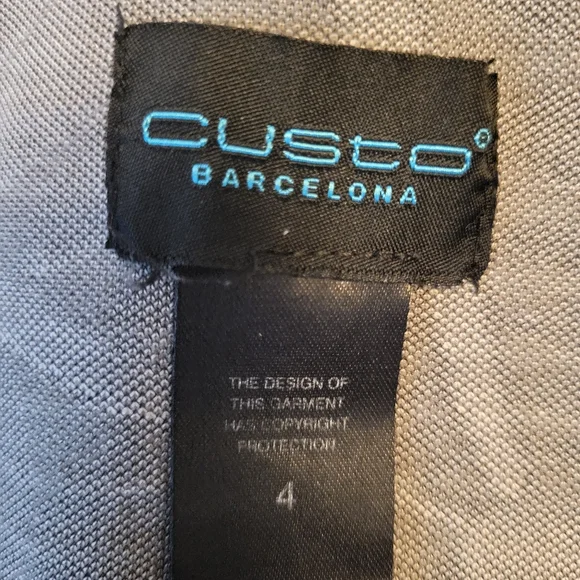 custo®
BARCELONA
THE DESIGN OF
THIS GARMENT
HAS COPYRIGHT
PROTECTION.
4